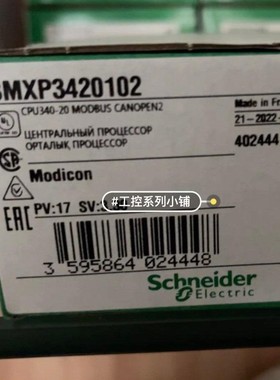 BMXP3420102
CPU340-20 MODBUS CANOPEN2
Made in Fr
ЦЕНТРАЛЬНЫЙ ПРОЦЕССОР
ОРТАЛЫҚ ПРОЦЕССОР
21-2022-
402444
Modicon
#工控系列小铺
EAC
PV:17 SV:
3 595864 024448
Schneider
Electric